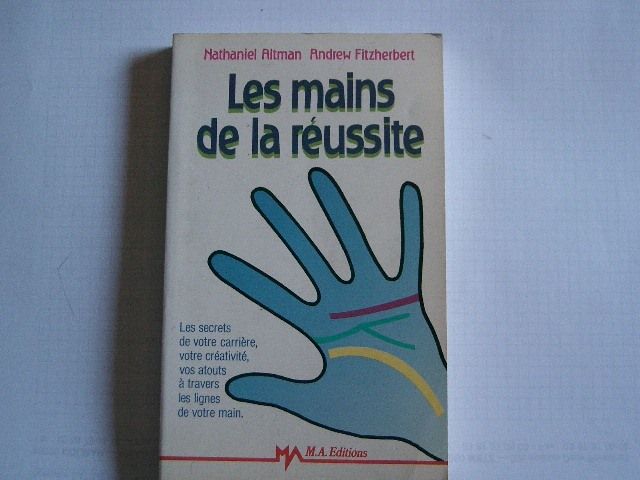 Nathaniel Altman Andrew Fitzherbert
Les mains
de la réussite
Les secrets
de votre carrière,
votre créativité,
vos atouts
à travers
les lignes
de votre main.
MA M.A. Editions